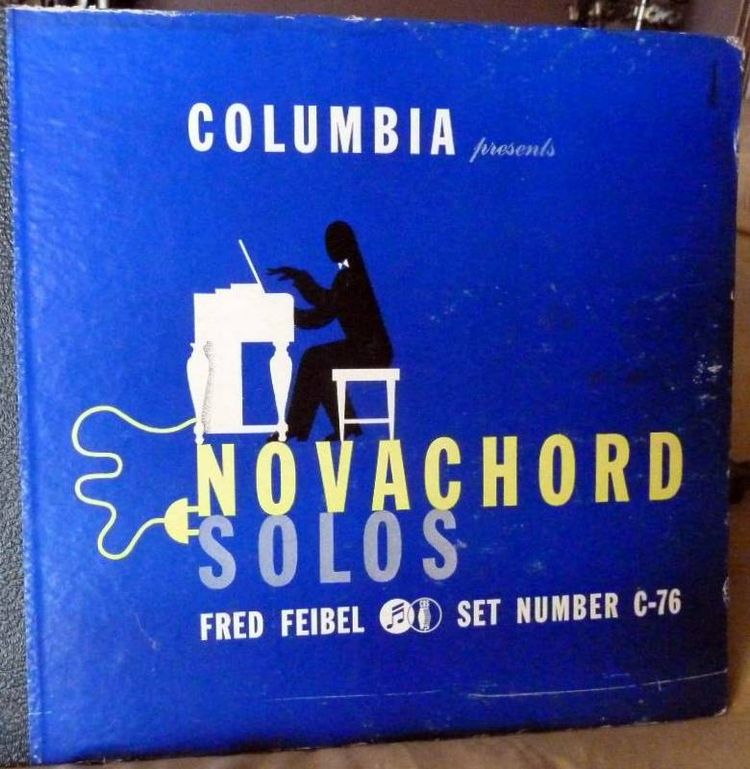 COLUMBIA presents
NOVACHORD
SOLOS
FRED FEIBEL SET NUMBER C-76